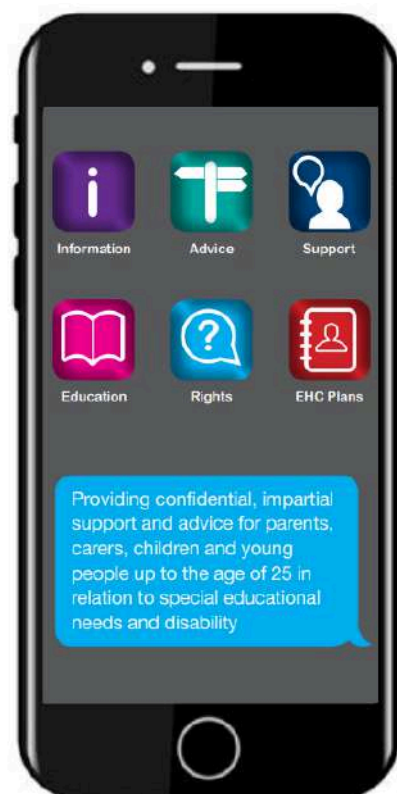 Information
Advice
Support
Education
Rights
EHC Plans
Providing confidential, impartial
support and advice for parents,
carers, children and young
people up to the age of 25 in
relation to special educational
needs and disability